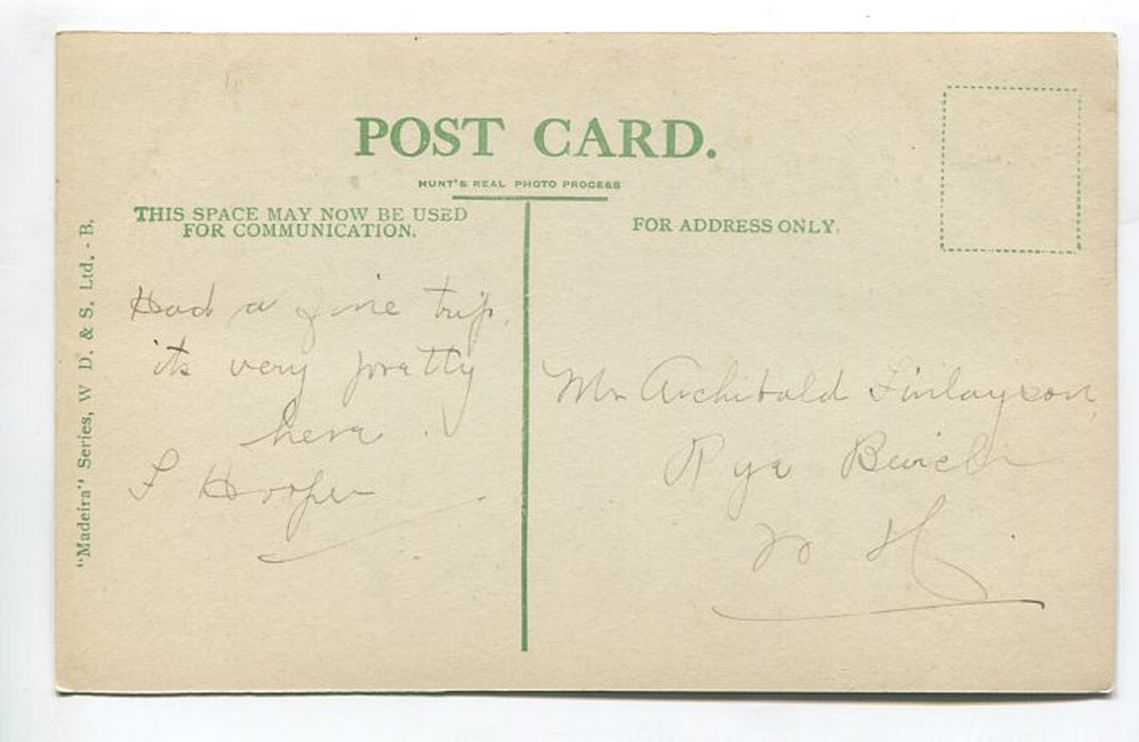 POST CARD.
HUNT'S REAL PHOTO PROCESS
THIS SPACE MAY NOW BE USED
FOR COMMUNICATION.
FOR ADDRESS ONLY.
"Madeira" Series, W. D. & S. Ltd. - B.
Had a fine trip.
its very pretty
here.
F Hooper
Mr Archibald Finlayson,
Rye Beach
N H.